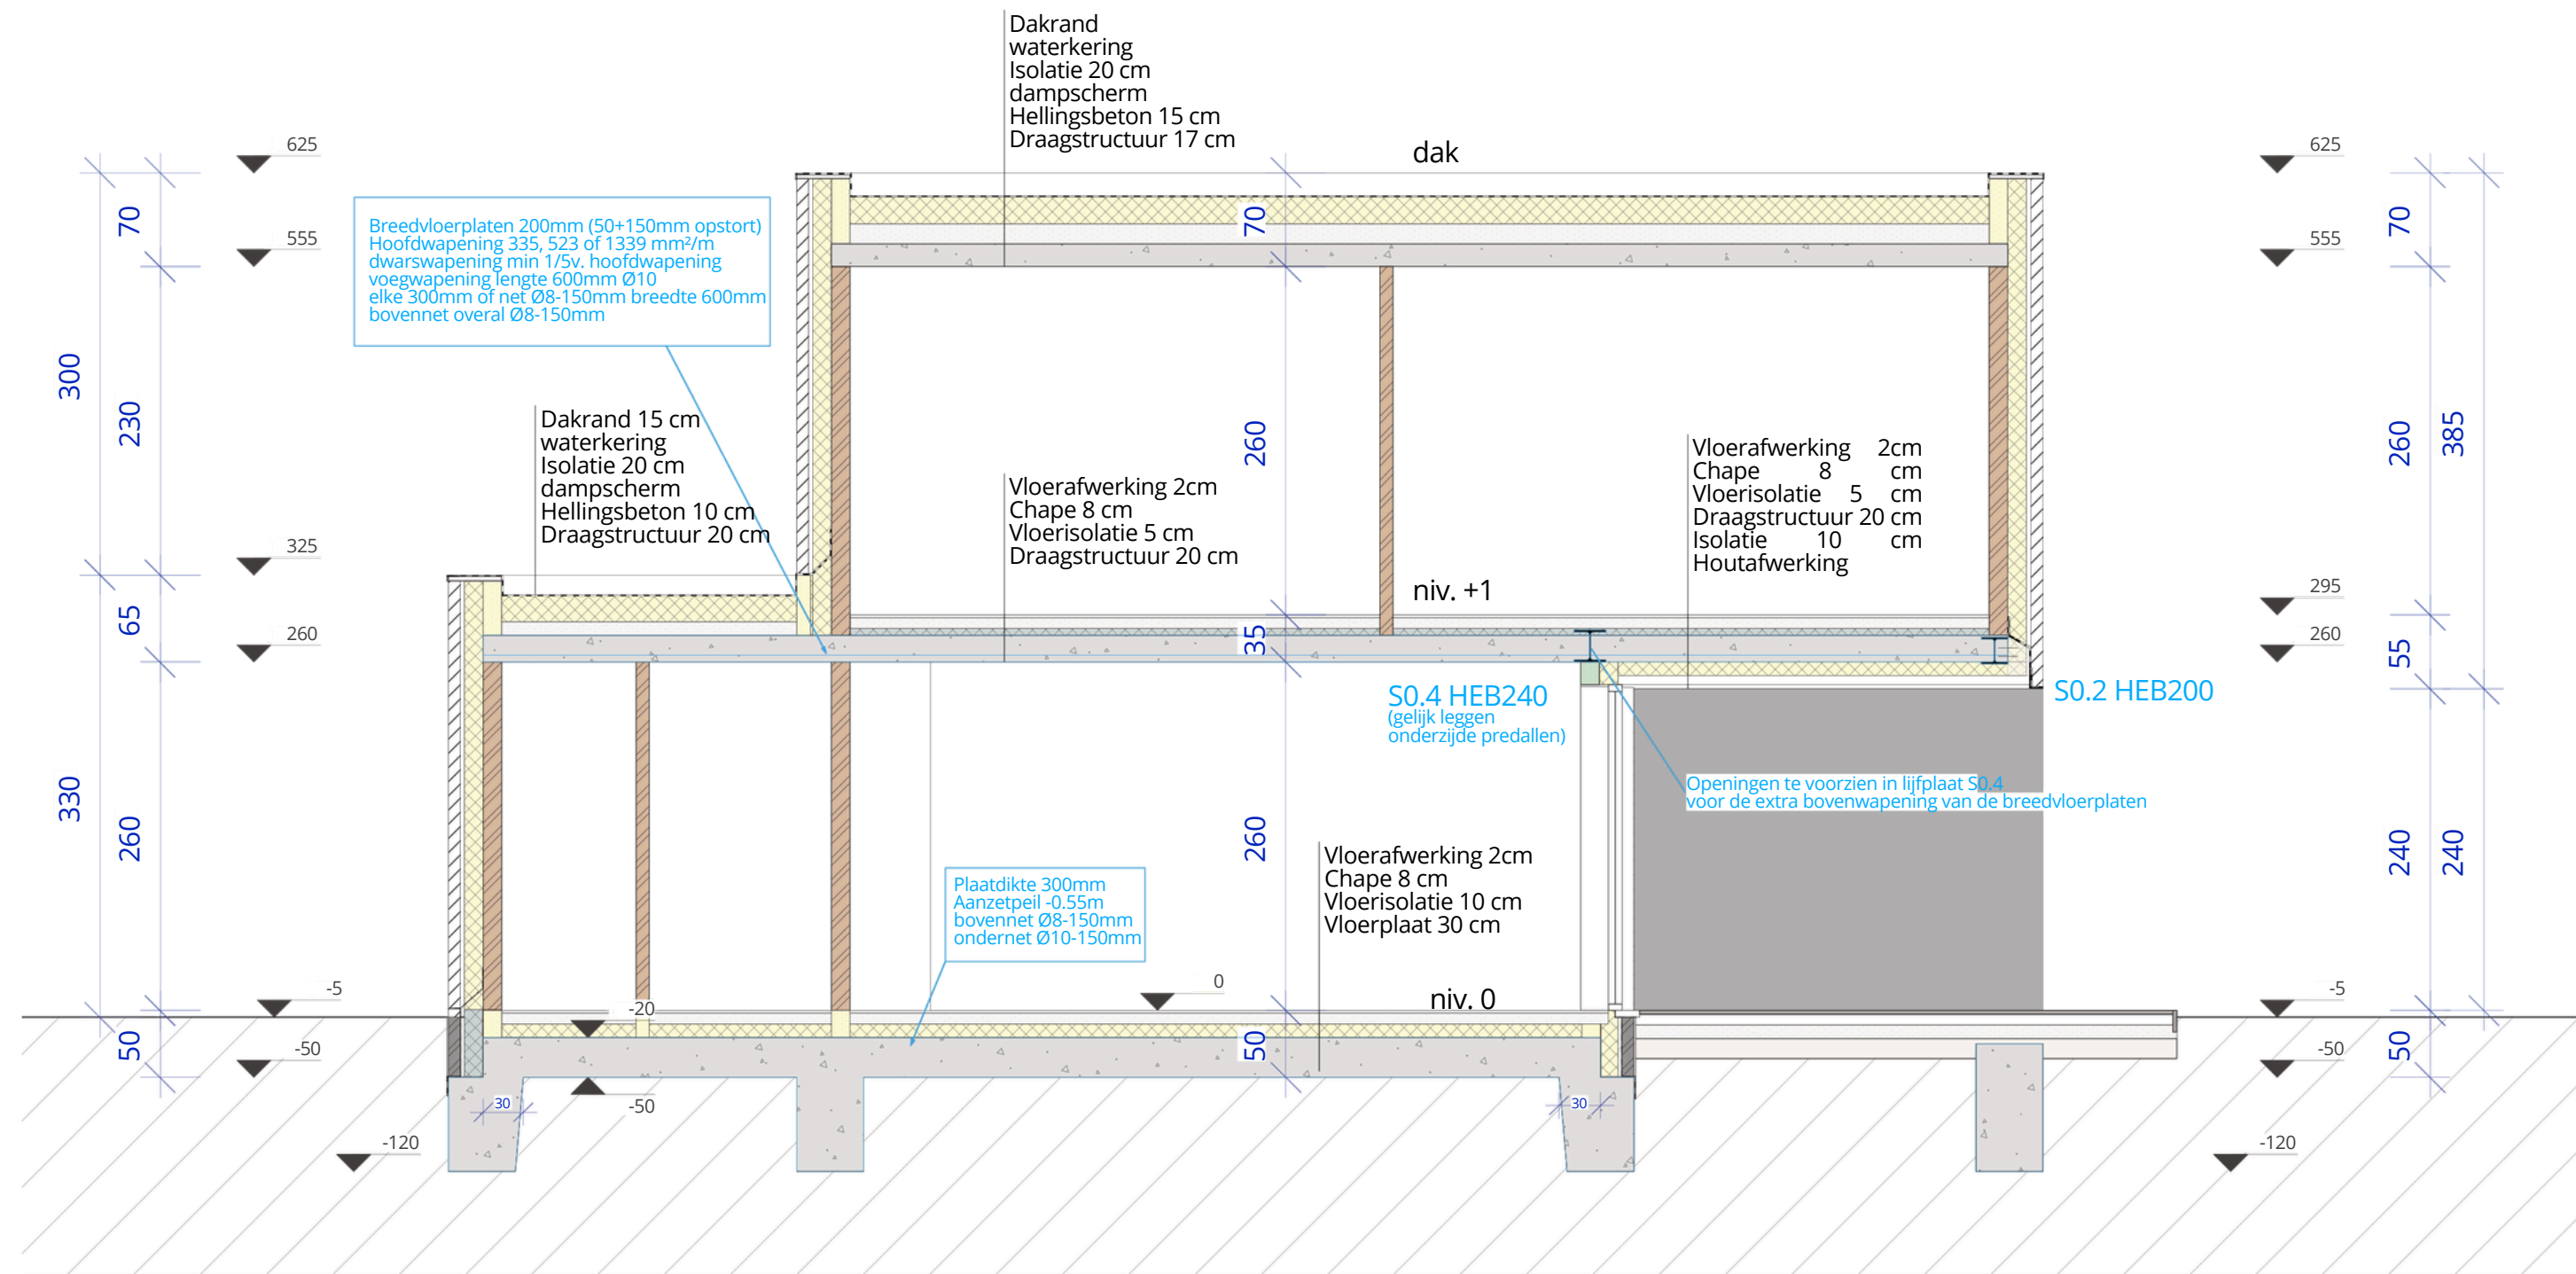 Dakrand
waterkering
Isolatie 20 cm
dampscherm
Hellingsbeton 15 cm
Draagstructuur 17 cm
dak
625
625
70
70
70
555
555
Breedvloerplaten 200mm (50+150mm opstort)
Hoofdwapening 335, 523 of 1339 mm²/m
dwarswapening min 1/5v. hoofdwapening
voegwapening lengte 600mm Ø10
elke 300mm of net Ø8-150mm breedte 600mm
bovennet overal Ø8-150mm
300
230
260
260
385
Dakrand 15 cm
waterkering
Isolatie 20 cm
dampscherm
Hellingsbeton 10 cm
Draagstructuur 20 cm
Vloerafwerking 2cm
Chape 8 cm
Vloerisolatie 5 cm
Draagstructuur 20 cm
Vloerafwerking 2cm
Chape 8 cm
Vloerisolatie 5 cm
Draagstructuur 20 cm
Isolatie 10 cm
Houtafwerking
325
niv. +1
295
65
260
35
260
55
S0.4 HEB240
(gelijk leggen
onderzijde predallen)
S0.2 HEB200
Openingen te voorzien in lijfplaat S0.4
voor de extra bovenwapening van de breedvloerplaten
330
260
260
240
240
Plaatdikte 300mm
Aanzetpeil -0.55m
bovennet Ø8-150mm
ondernet Ø10-150mm
Vloerafwerking 2cm
Chape 8 cm
Vloerisolatie 10 cm
Vloerplaat 30 cm
-5
-20
0
niv. 0
-5
50
-50
50
-50
50
30
-50
30
-120
-120